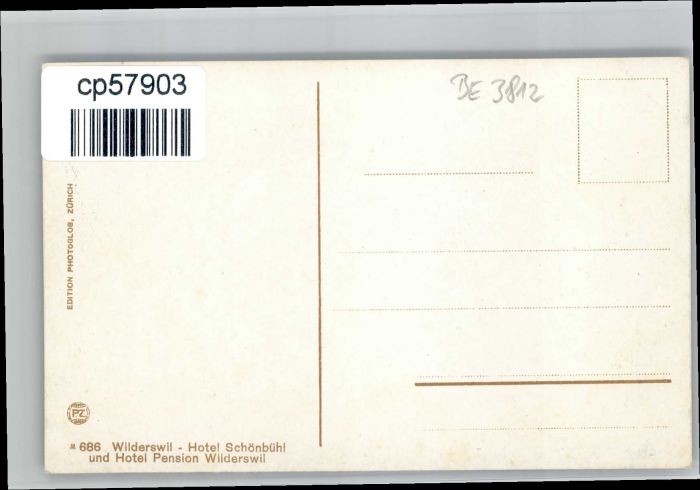 cp57903
BE 3812
EDITION PHOTOGLOB, ZÜRICH
PZ
M 686 Wilderswil - Hotel Schönbühl
und Hotel Pension Wilderswil